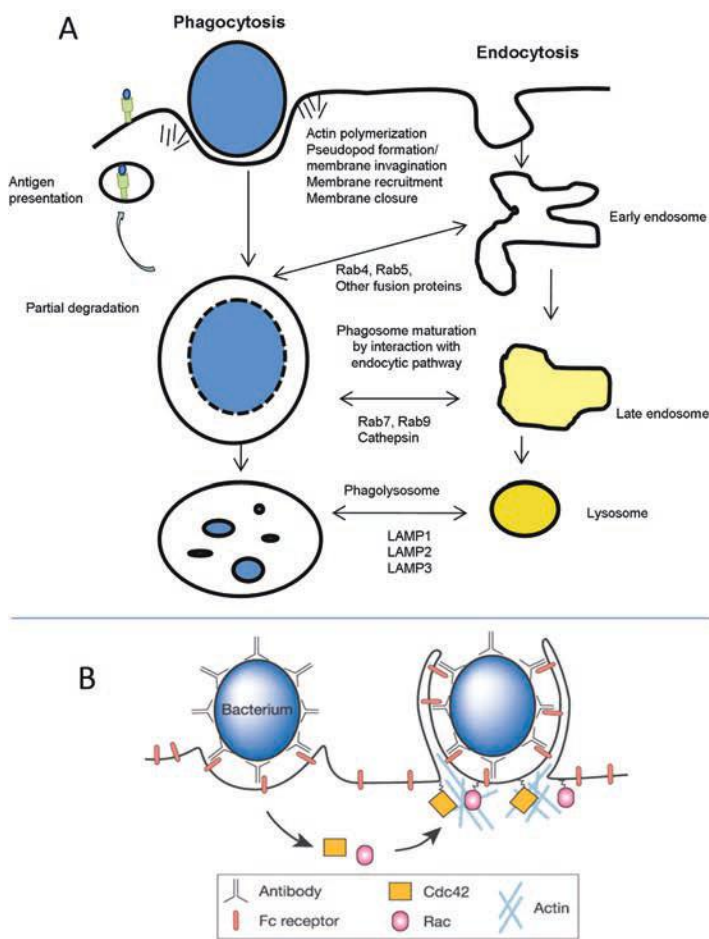 A
Phagocytosis
Endocytosis
Actin polymerization
Pseudopod formation/
membrane invagination
Membrane recruitment
Membrane closure
Antigen
presentation
Early endosome
Rab4, Rab5,
Other fusion proteins
Partial degradation
Phagosome maturation
by interaction with
endocytic pathway
Rab7, Rab9
Cathepsin
Late endosome
Phagolysosome
Lysosome
LAMP1
LAMP2
LAMP3
B
Bacterium
Antibody
Fc receptor
Cdc42
Rac
Actin